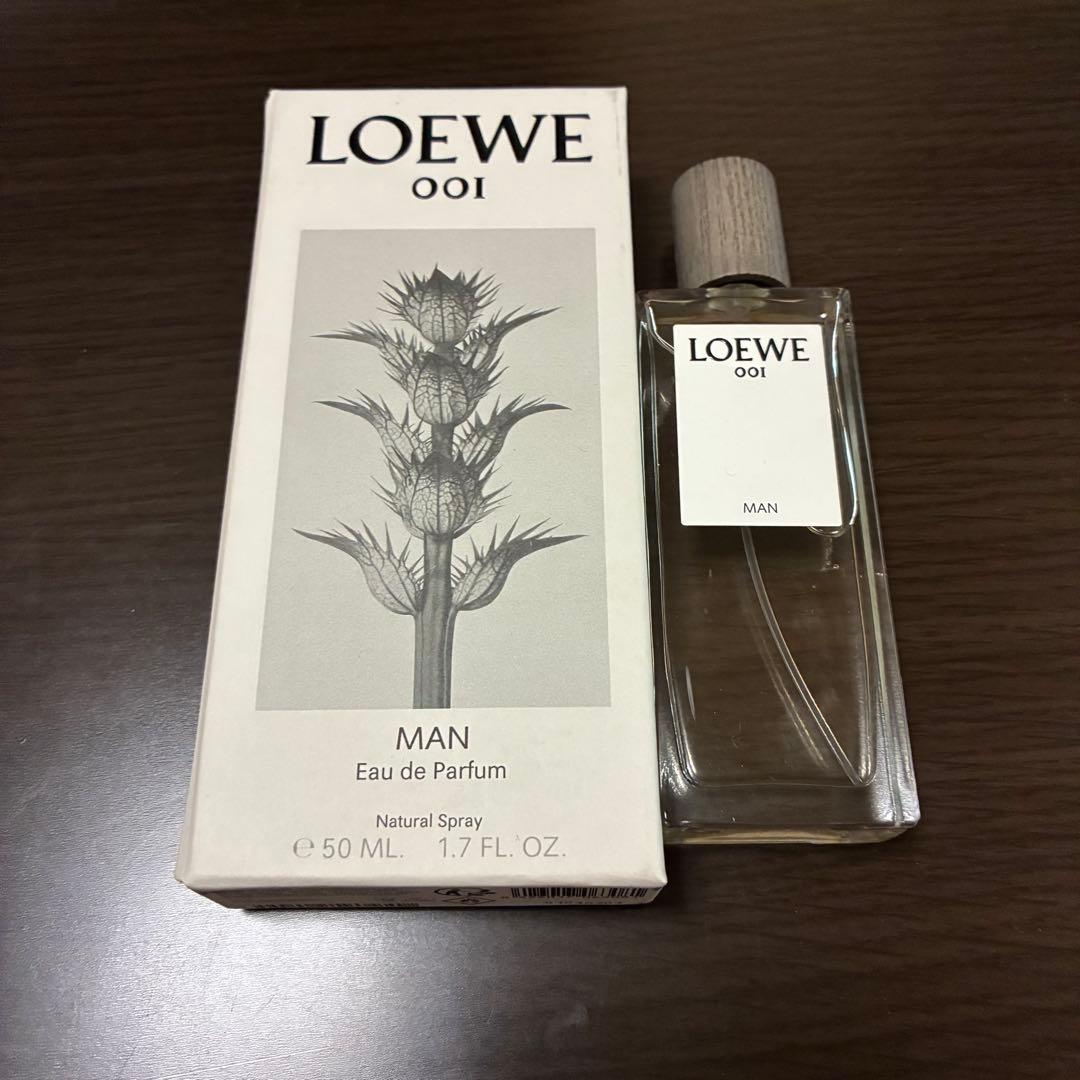 LOEWE
001
MAN
Eau de Parfum
Natural Spray
℮ 50 ML. 1.7 FL. OZ.
LOEWE
001
MAN